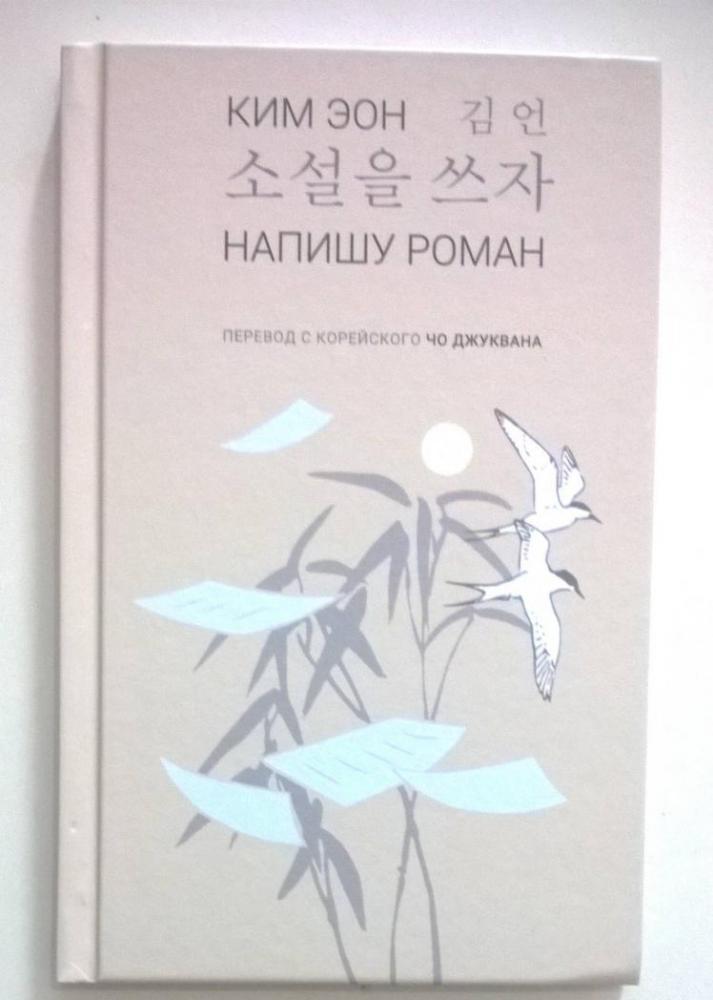 КИМ ЭОН 김 언
소설을 쓰자
НАПИШУ РОМАН
ПЕРЕВОД С КОРЕЙСКОГО ЧО ДЖУКВАНА